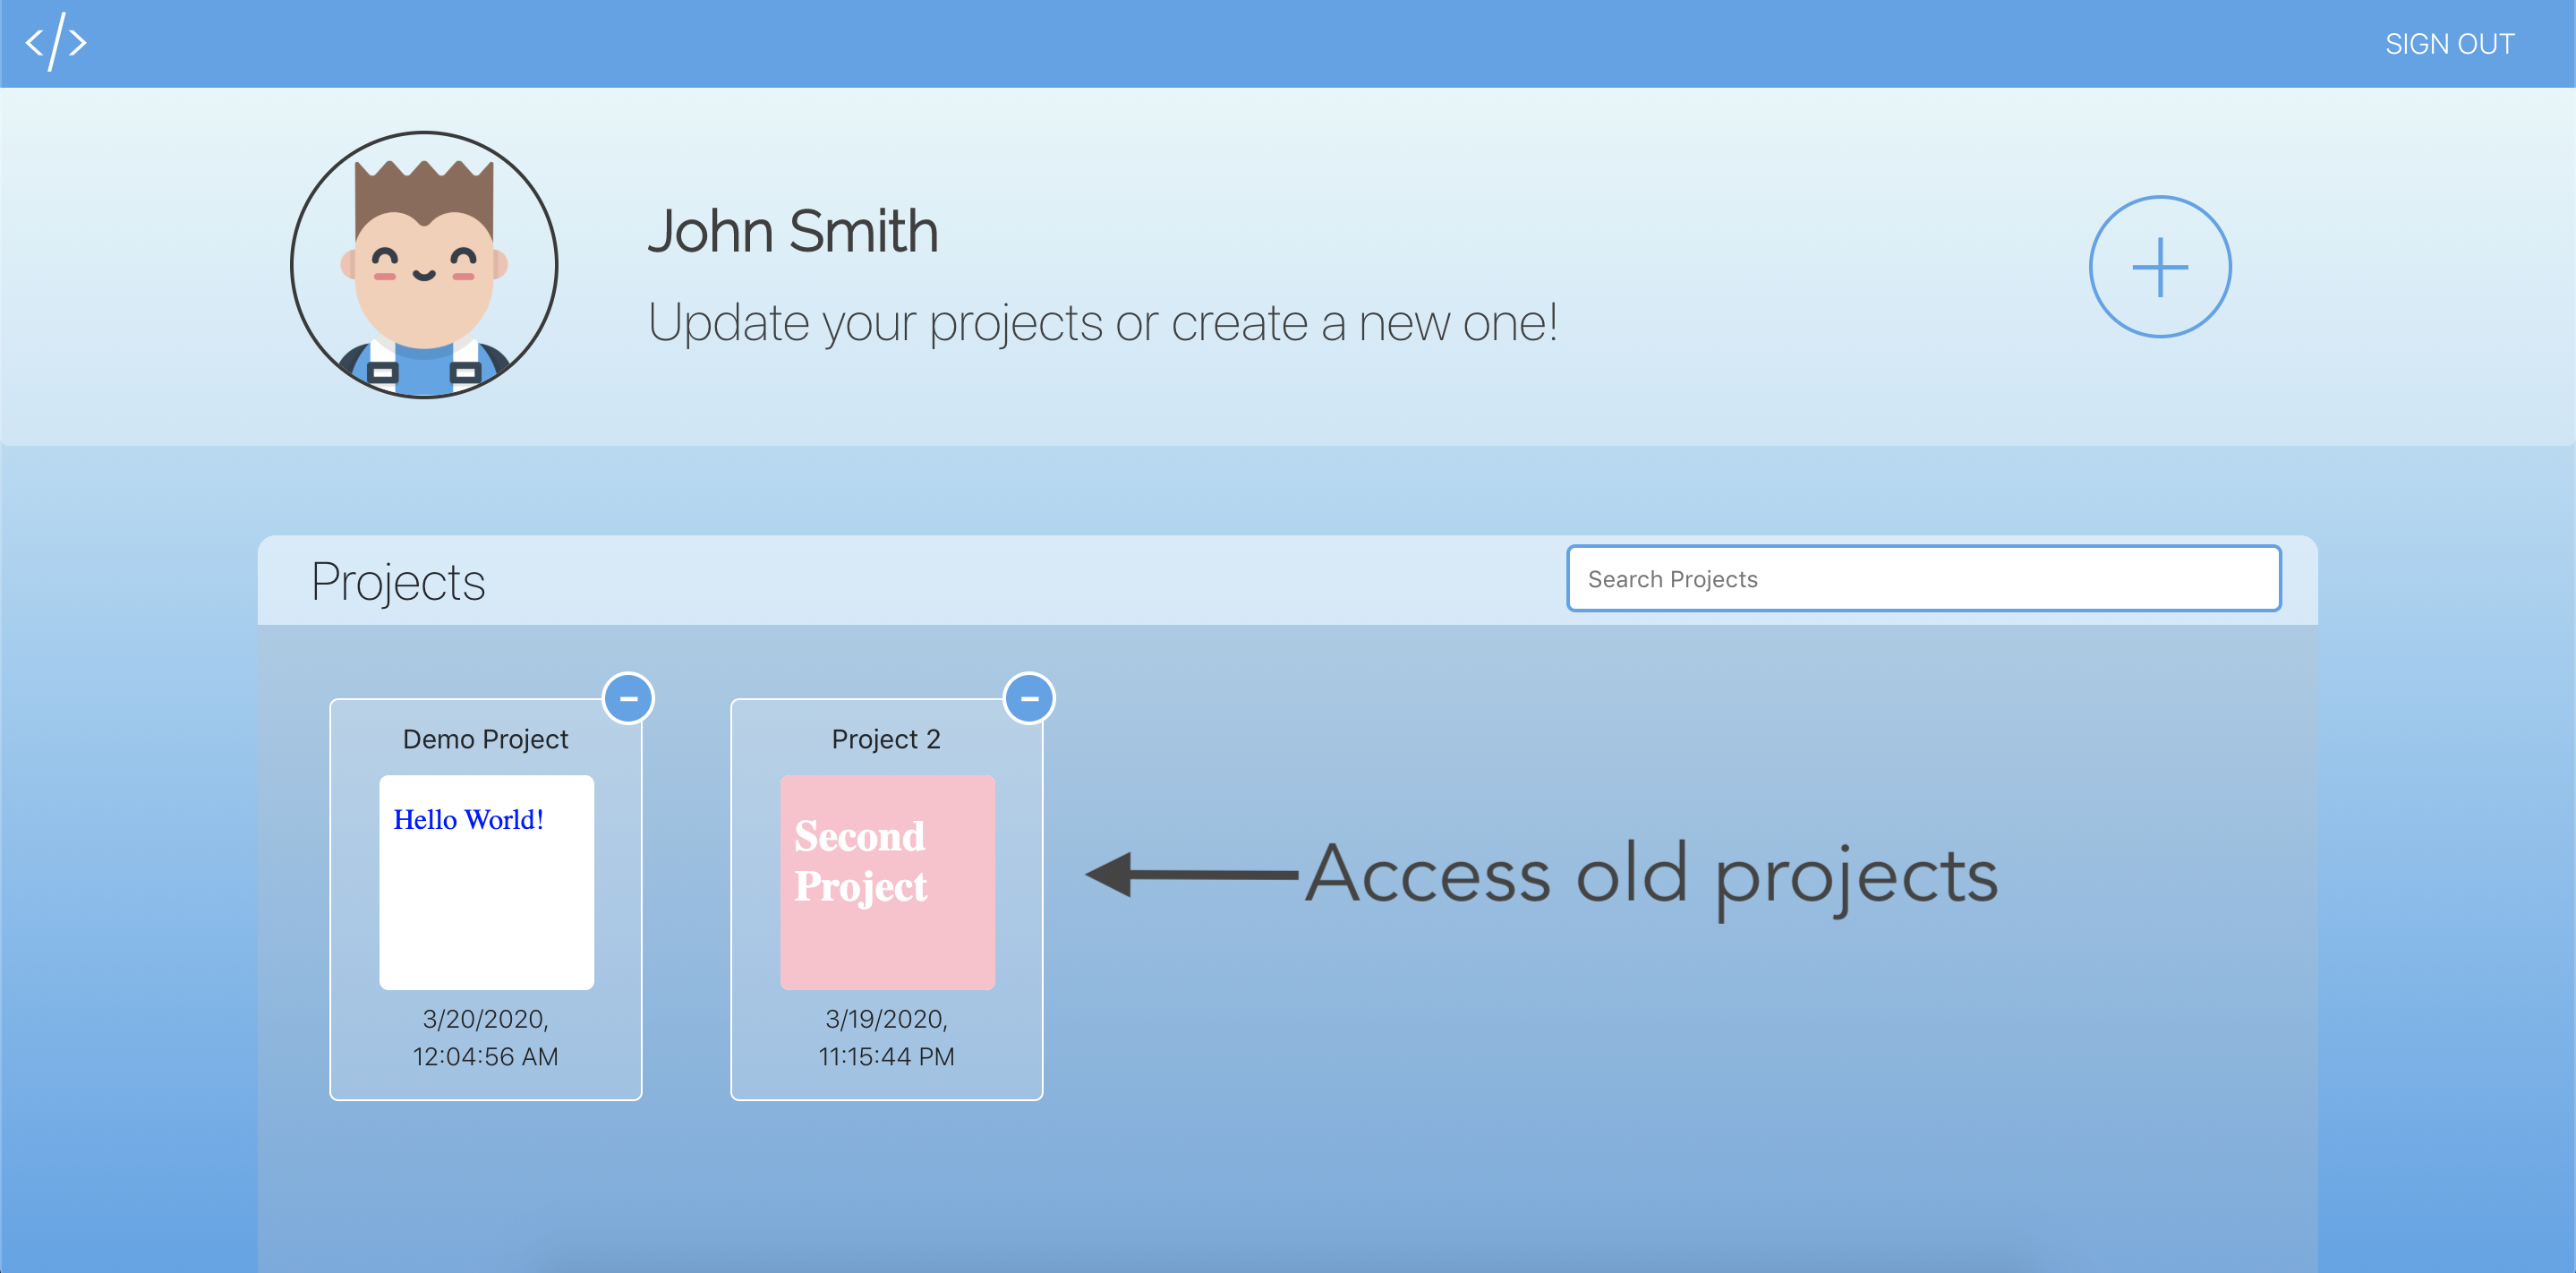 </>
SIGN OUT
John Smith
Update your projects or create a new one!
Projects
Search Projects
Demo Project
Hello World!
3/20/2020,
12:04:56 AM
Project 2
Second
Project
3/19/2020,
11:15:44 PM
Access old projects